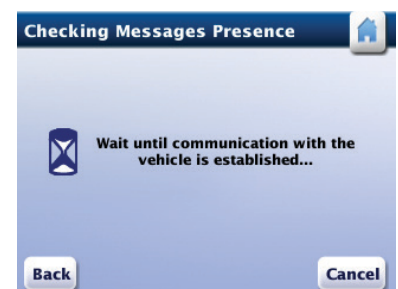 Checking Messages Presence
Wait until communication with the
vehicle is established...
Back
Cancel